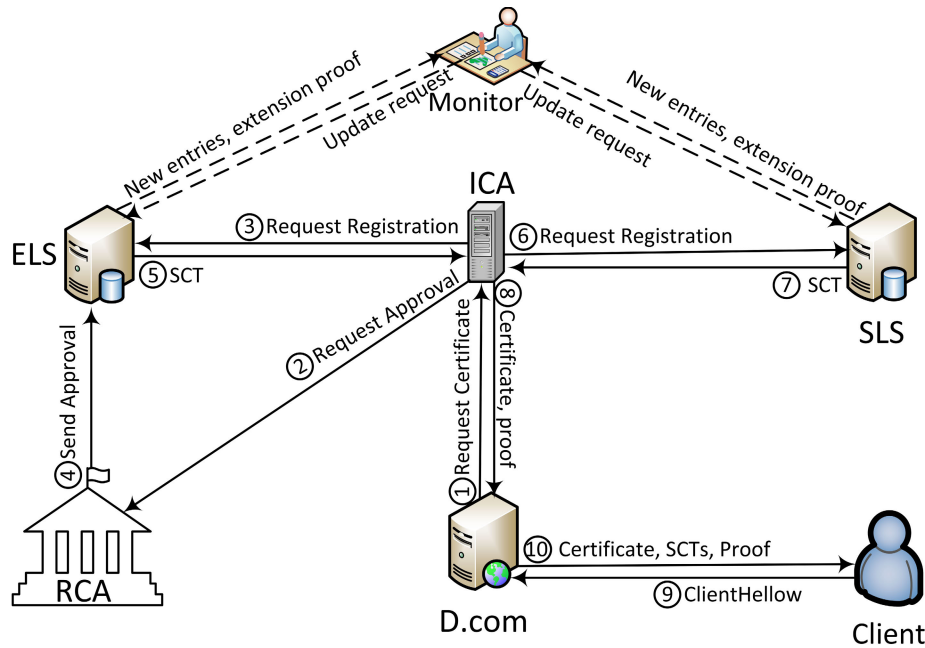 Monitor
New entries, extension proof
Update request
New entries, extension proof
Update request
ICA
ELS
③ Request Registration
⑤ SCT
⑥ Request Registration
⑦ SCT
SLS
② Request Approval
④ Send Approval
① Request Certificate
⑧ Certificate, proof
RCA
⑩ Certificate, SCTs, Proof
⑨ ClientHellow
D.com
Client